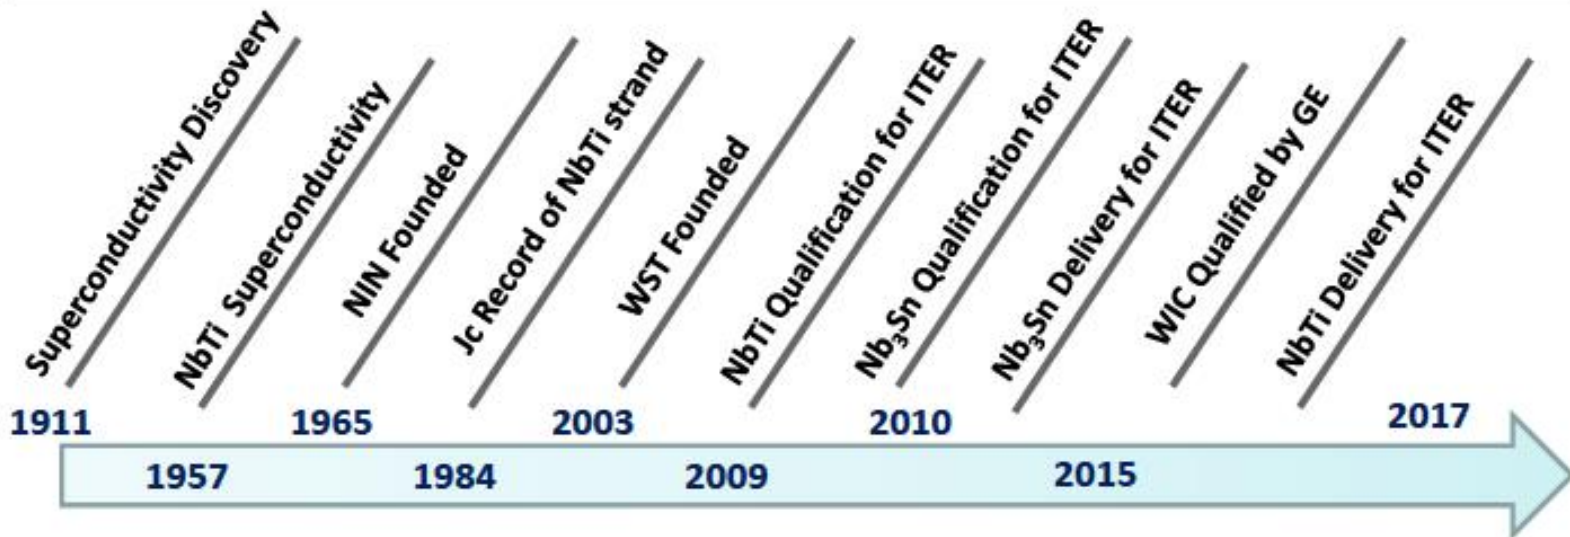 Superconductivity Discovery
NbTi Superconductivity
NIN Founded
Jc Record of NbTi strand
WST Founded
NbTi Qualification for ITER
Nb₃Sn Qualification for ITER
Nb₃Sn Delivery for ITER
WIC Qualified by GE
NbTi Delivery for ITER
1911
1965
2003
2010
2017
1957
1984
2009
2015